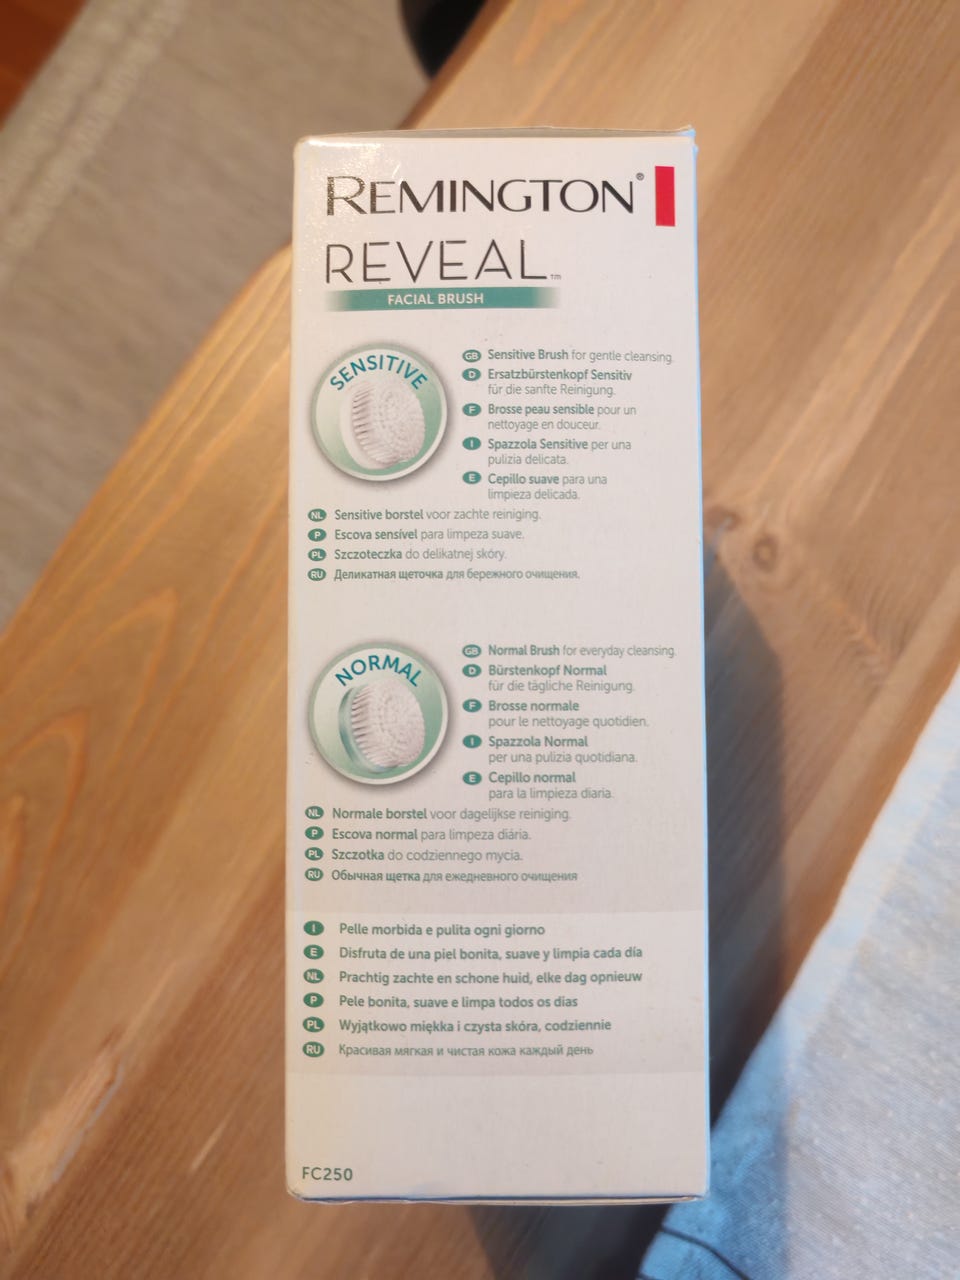 REMINGTON®
REVEAL™
FACIAL BRUSH
SENSITIVE
GB Sensitive Brush for gentle cleansing.
D Ersatzbürstenkopf Sensitiv
für die sanfte Reinigung.
F Brosse peau sensible pour un
nettoyage en douceur.
I Spazzola Sensitive per una
pulizia delicata.
E Cepillo suave para una
limpieza delicada.
NL Sensitive borstel voor zachte reiniging.
P Escova sensível para limpeza suave.
PL Szczoteczka do delikatnej skóry.
RU Деликатная щеточка для бережного очищения.
NORMAL
GB Normal Brush for everyday cleansing.
D Bürstenkopf Normal
für die tägliche Reinigung.
F Brosse normale
pour le nettoyage quotidien.
I Spazzola Normal
per una pulizia quotidiana.
E Cepillo normal
para la limpieza diaria.
NL Normale borstel voor dagelijkse reiniging.
P Escova normal para limpeza diária.
PL Szczotka do codziennego mycia.
RU Обычная щетка для ежедневного очищения
I Pelle morbida e pulita ogni giorno
E Disfruta de una piel bonita, suave y limpia cada día
NL Prachtig zachte en schone huid, elke dag opnieuw
P Pele bonita, suave e limpa todos os dias
PL Wyjątkowo miękka i czysta skóra, codziennie
RU Красивая мягкая и чистая кожа каждый день
FC250